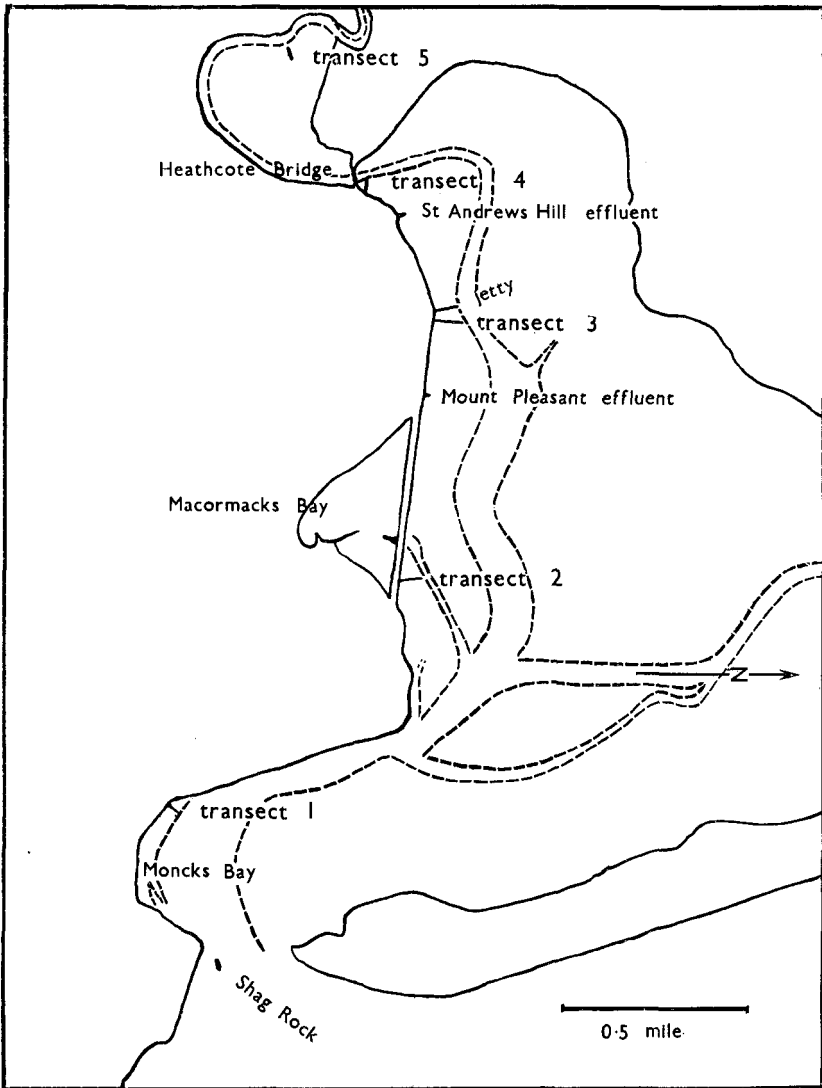 transect 5
Heathcote Bridge
transect 4
St Andrews Hill effluent
Jetty
transect 3
Mount Pleasant effluent
Macormacks Bay
transect 2
N
transect 1
Moncks Bay
Shag Rock
0·5 mile